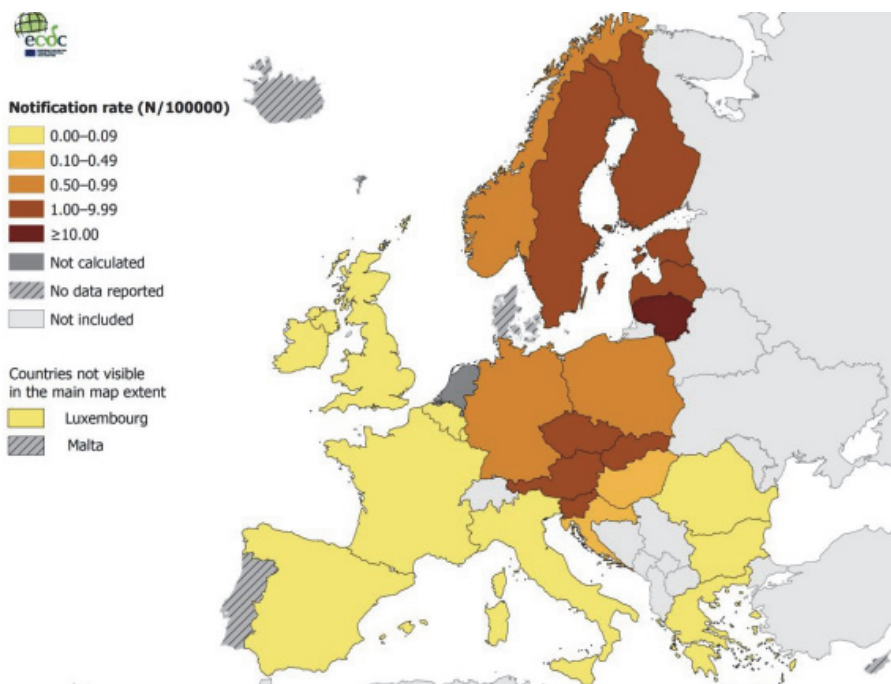 ecdc
Notification rate (N/100000)
0.00–0.09
0.10–0.49
0.50–0.99
1.00–9.99
≥10.00
Not calculated
No data reported
Not included
Countries not visible
in the main map extent
Luxembourg
Malta